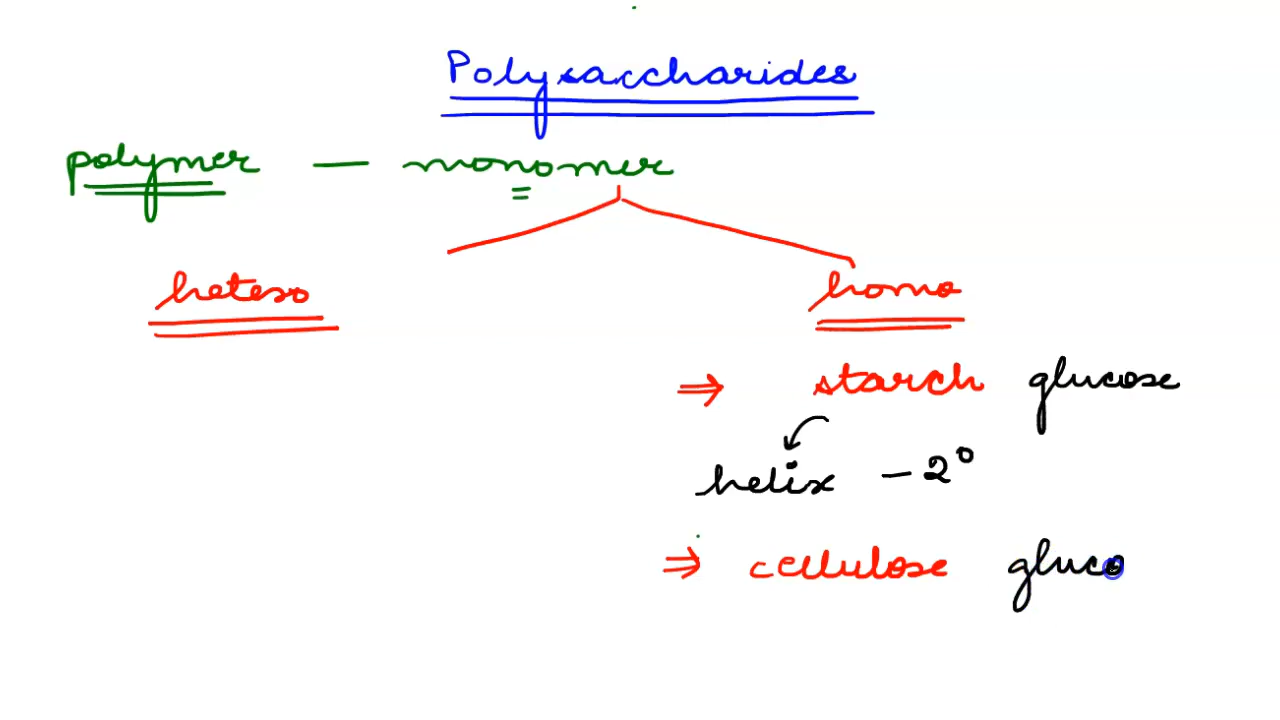 Polysaccharides
polymer — monomer
hetero homo
⇒ starch glucose
helix – 2°
⇒ cellulose gluco